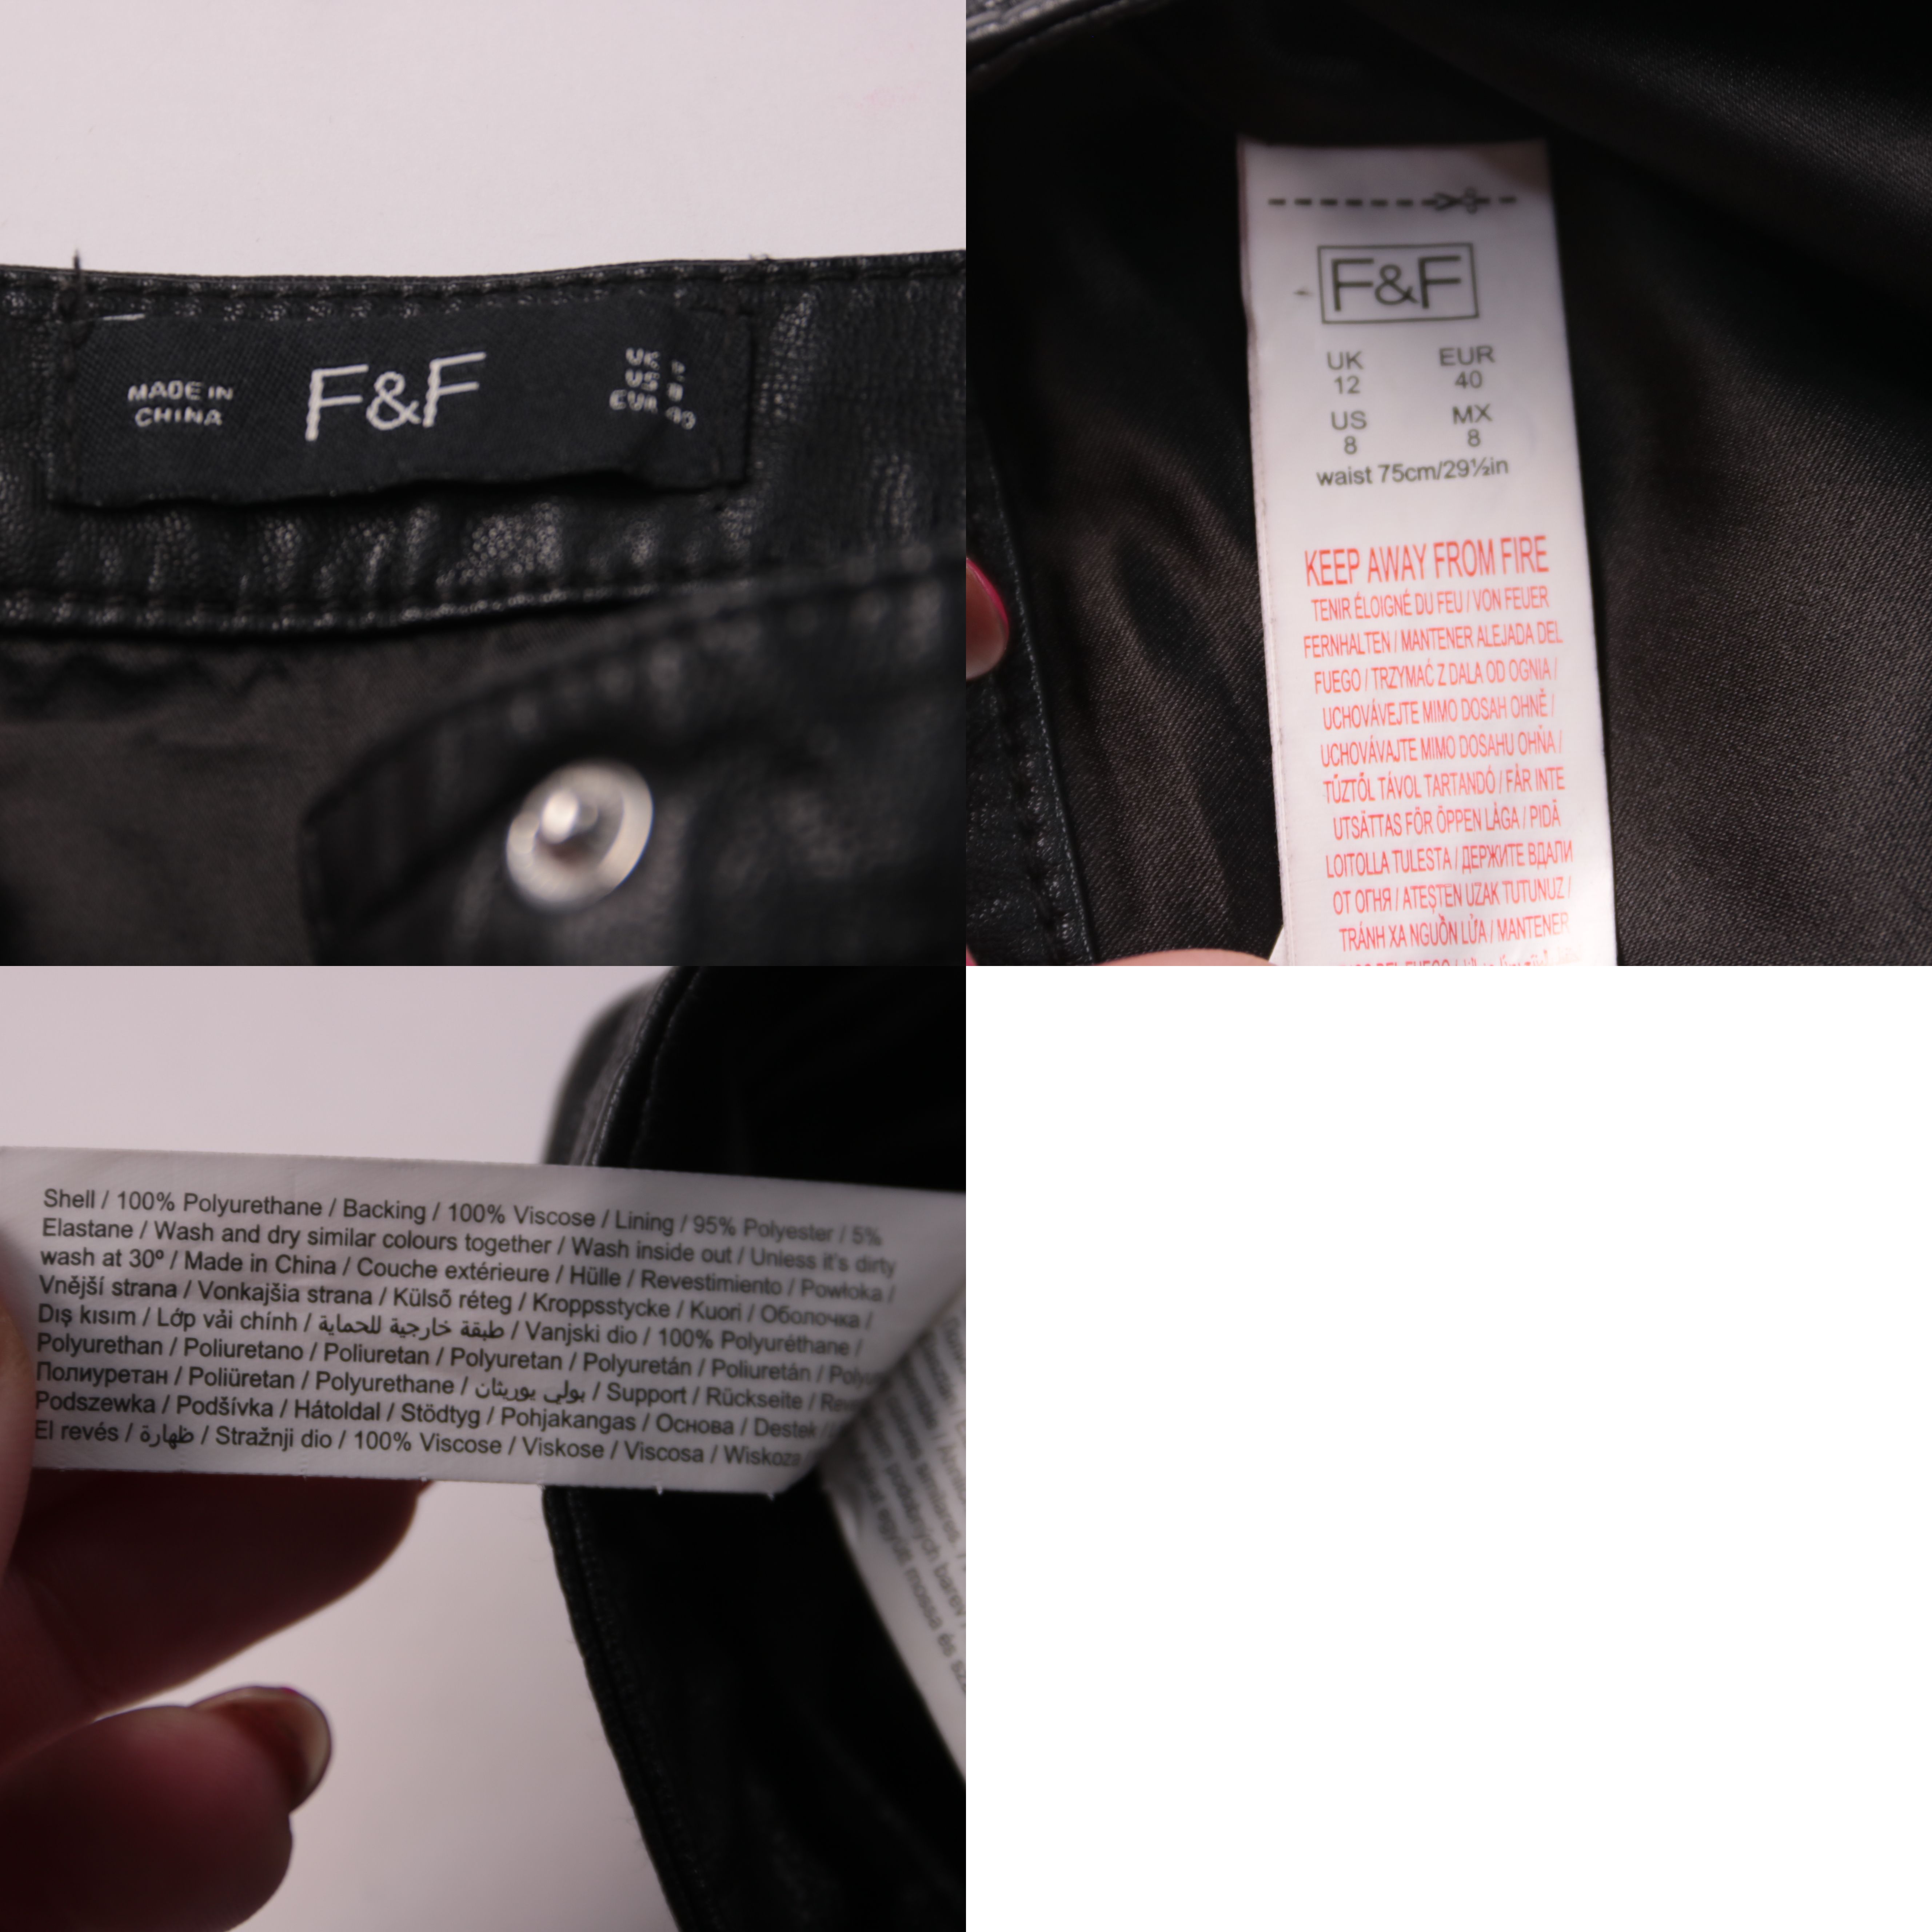 MADE IN
CHINA
F&F
UK
US 8
EUR 40
F&F
UK EUR
12 40
US MX
8 8
waist 75cm/29½in
KEEP AWAY FROM FIRE
TENIR ÉLOIGNÉ DU FEU / VON FEUER
FERNHALTEN / MANTENER ALEJADA DEL
FUEGO / TRZYMAĆ Z DALA OD OGNIA /
UCHOVÁVEJTE MIMO DOSAH OHNĚ /
UCHOVÁVAJTE MIMO DOSAHU OHŇA /
TŰZTŐL TÁVOL TARTANDÓ / FÅR INTE
UTSÄTTAS FÖR ÖPPEN LÅGA / PIDÄ
LOITOLLA TULESTA / ДЕРЖИТЕ ВДАЛИ
ОТ ОГНЯ / ATEŞTEN UZAK TUTUNUZ /
TRÁNH XA NGUỒN LỬA / MANTENER
Shell / 100% Polyurethane / Backing / 100% Viscose / Lining / 95% Polyester / 5%
Elastane / Wash and dry similar colours together / Wash inside out / Unless it's dirty
wash at 30º / Made in China / Couche extérieure / Hülle / Revestimiento / Powłoka /
Vnější strana / Vonkajšia strana / Külső réteg / Kroppsstycke / Kuori / Оболочка /
Dış kısım / Lớp vải chính / طبقة خارجية للحماية / Vanjski dio / 100% Polyuréthane /
Polyurethan / Poliuretano / Poliuretan / Polyuretan / Polyuretán / Poliuretán /
Полиуретан / Poliüretan / Polyurethane / بولي يوريثان / Support / Rückseite /
Podszewka / Podšívka / Hátoldal / Stödtyg / Pohjakangas / Основа / Destek /
El revés / ظهارة / Stražnji dio / 100% Viscose / Viskose / Viscosa / Wiskoza